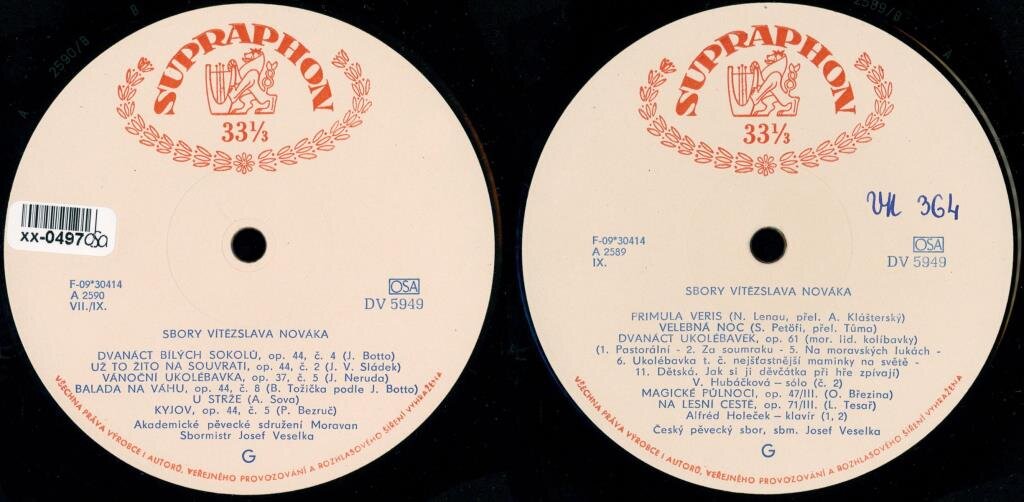 2590/B
A
B
SUPRAPHON
33⅓
xx-0497
OSA
F-09*30414
A 2590
VII./IX.
OSA
DV 5949
SBORY VÍTĚZSLAVA NOVÁKA
DVANÁCT BÍLÝCH SOKOLŮ, op. 44, č. 4 (J. Botto)
UŽ TO ŽITO NA SOUVRATI, op. 44, č. 2 (J. V. Sládek)
VÁNOČNÍ UKOLÉBAVKA, op. 37, č. 5 (J. Neruda)
BALADA NA VÁHU, op. 44, č. 8 (B. Tožička podle J. Botto)
U STRŽE (A. Sova)
KYJOV, op. 44, č. 5 (P. Bezruč)
Akademické pěvecké sdružení Moravan
Sbormistr Josef Veselka
G
VŠECHNA PRÁVA VÝROBCE I AUTORŮ, VEŘEJNÉHO PROVOZOVÁNÍ A ROZHLASOVÉHO ŠÍŘENÍ VYHRAŽENA
2589/B
A
SUPRAPHON
33⅓
VK 364
F-09*30414
A 2589
IX.
OSA
DV 5949
SBORY VÍTĚZSLAVA NOVÁKA
PRIMULA VERIS (N. Lenau, přel. A. Klášterský)
VELEBNÁ NOC (S. Petöfi, přel. Tůma)
DVANÁCT UKOLÉBAVEK, op. 61 (mor. lid. kolíbavky)
(1. Pastorální - 2. Za soumraku - 5. Na moravských lukách -
6. Ukolébavka t. č. nejšťastnější maminky na světě -
11. Dětská. Jak si ji děvčátka při hře zpívají)
V. Hubáčková - sólo (č. 2)
MAGICKÉ PŮLNOCI, op. 47/III. (O. Březina)
NA LESNÍ CESTĚ, op. 71/III. (L. Tesař)
Alfréd Holeček - klavír (1, 2)
Český pěvecký sbor, sbm. Josef Veselka
G
VŠECHNA PRÁVA VÝROBCE I AUTORŮ, VEŘEJNÉHO PROVOZOVÁNÍ A ROZHLASOVÉHO ŠÍŘENÍ VYHRAŽENA